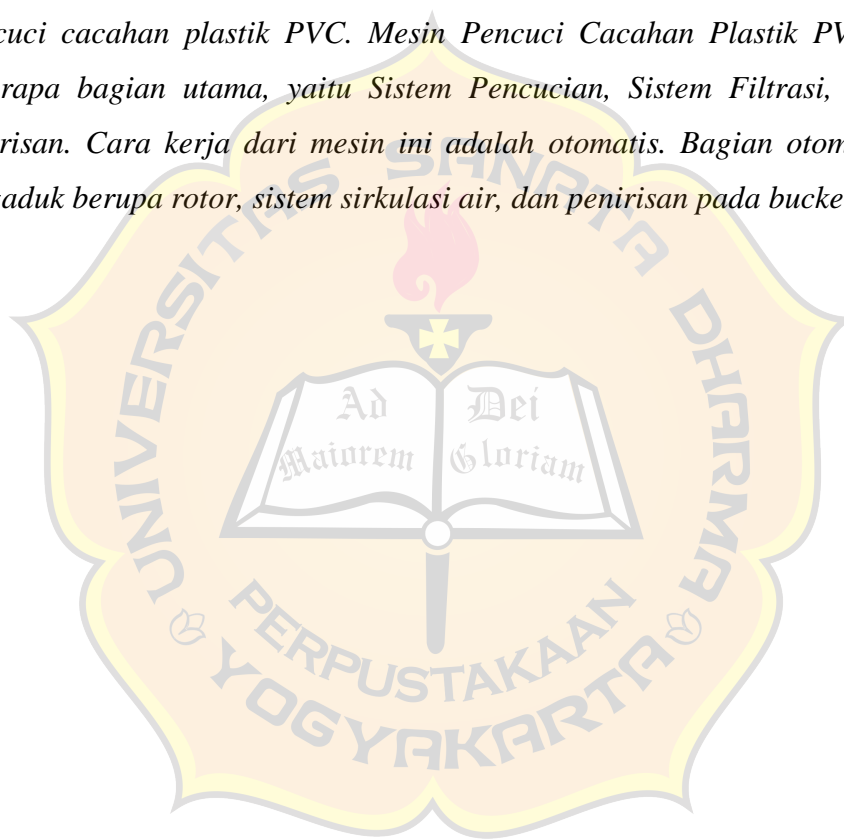 cuci cacahan plastik PVC. Mesin Pencuci Cacahan Plastik PV
rapa bagian utama, yaitu Sistem Pencucian, Sistem Filtrasi,
risan. Cara kerja dari mesin ini adalah otomatis. Bagian otom
aduk berupa rotor, sistem sirkulasi air, dan penirisan pada bucke
UNIVERSITAS SANATA DHARMA
Ad Dei
Maiorem Gloriam
PERPUSTAKAAN
YOGYAKARTA